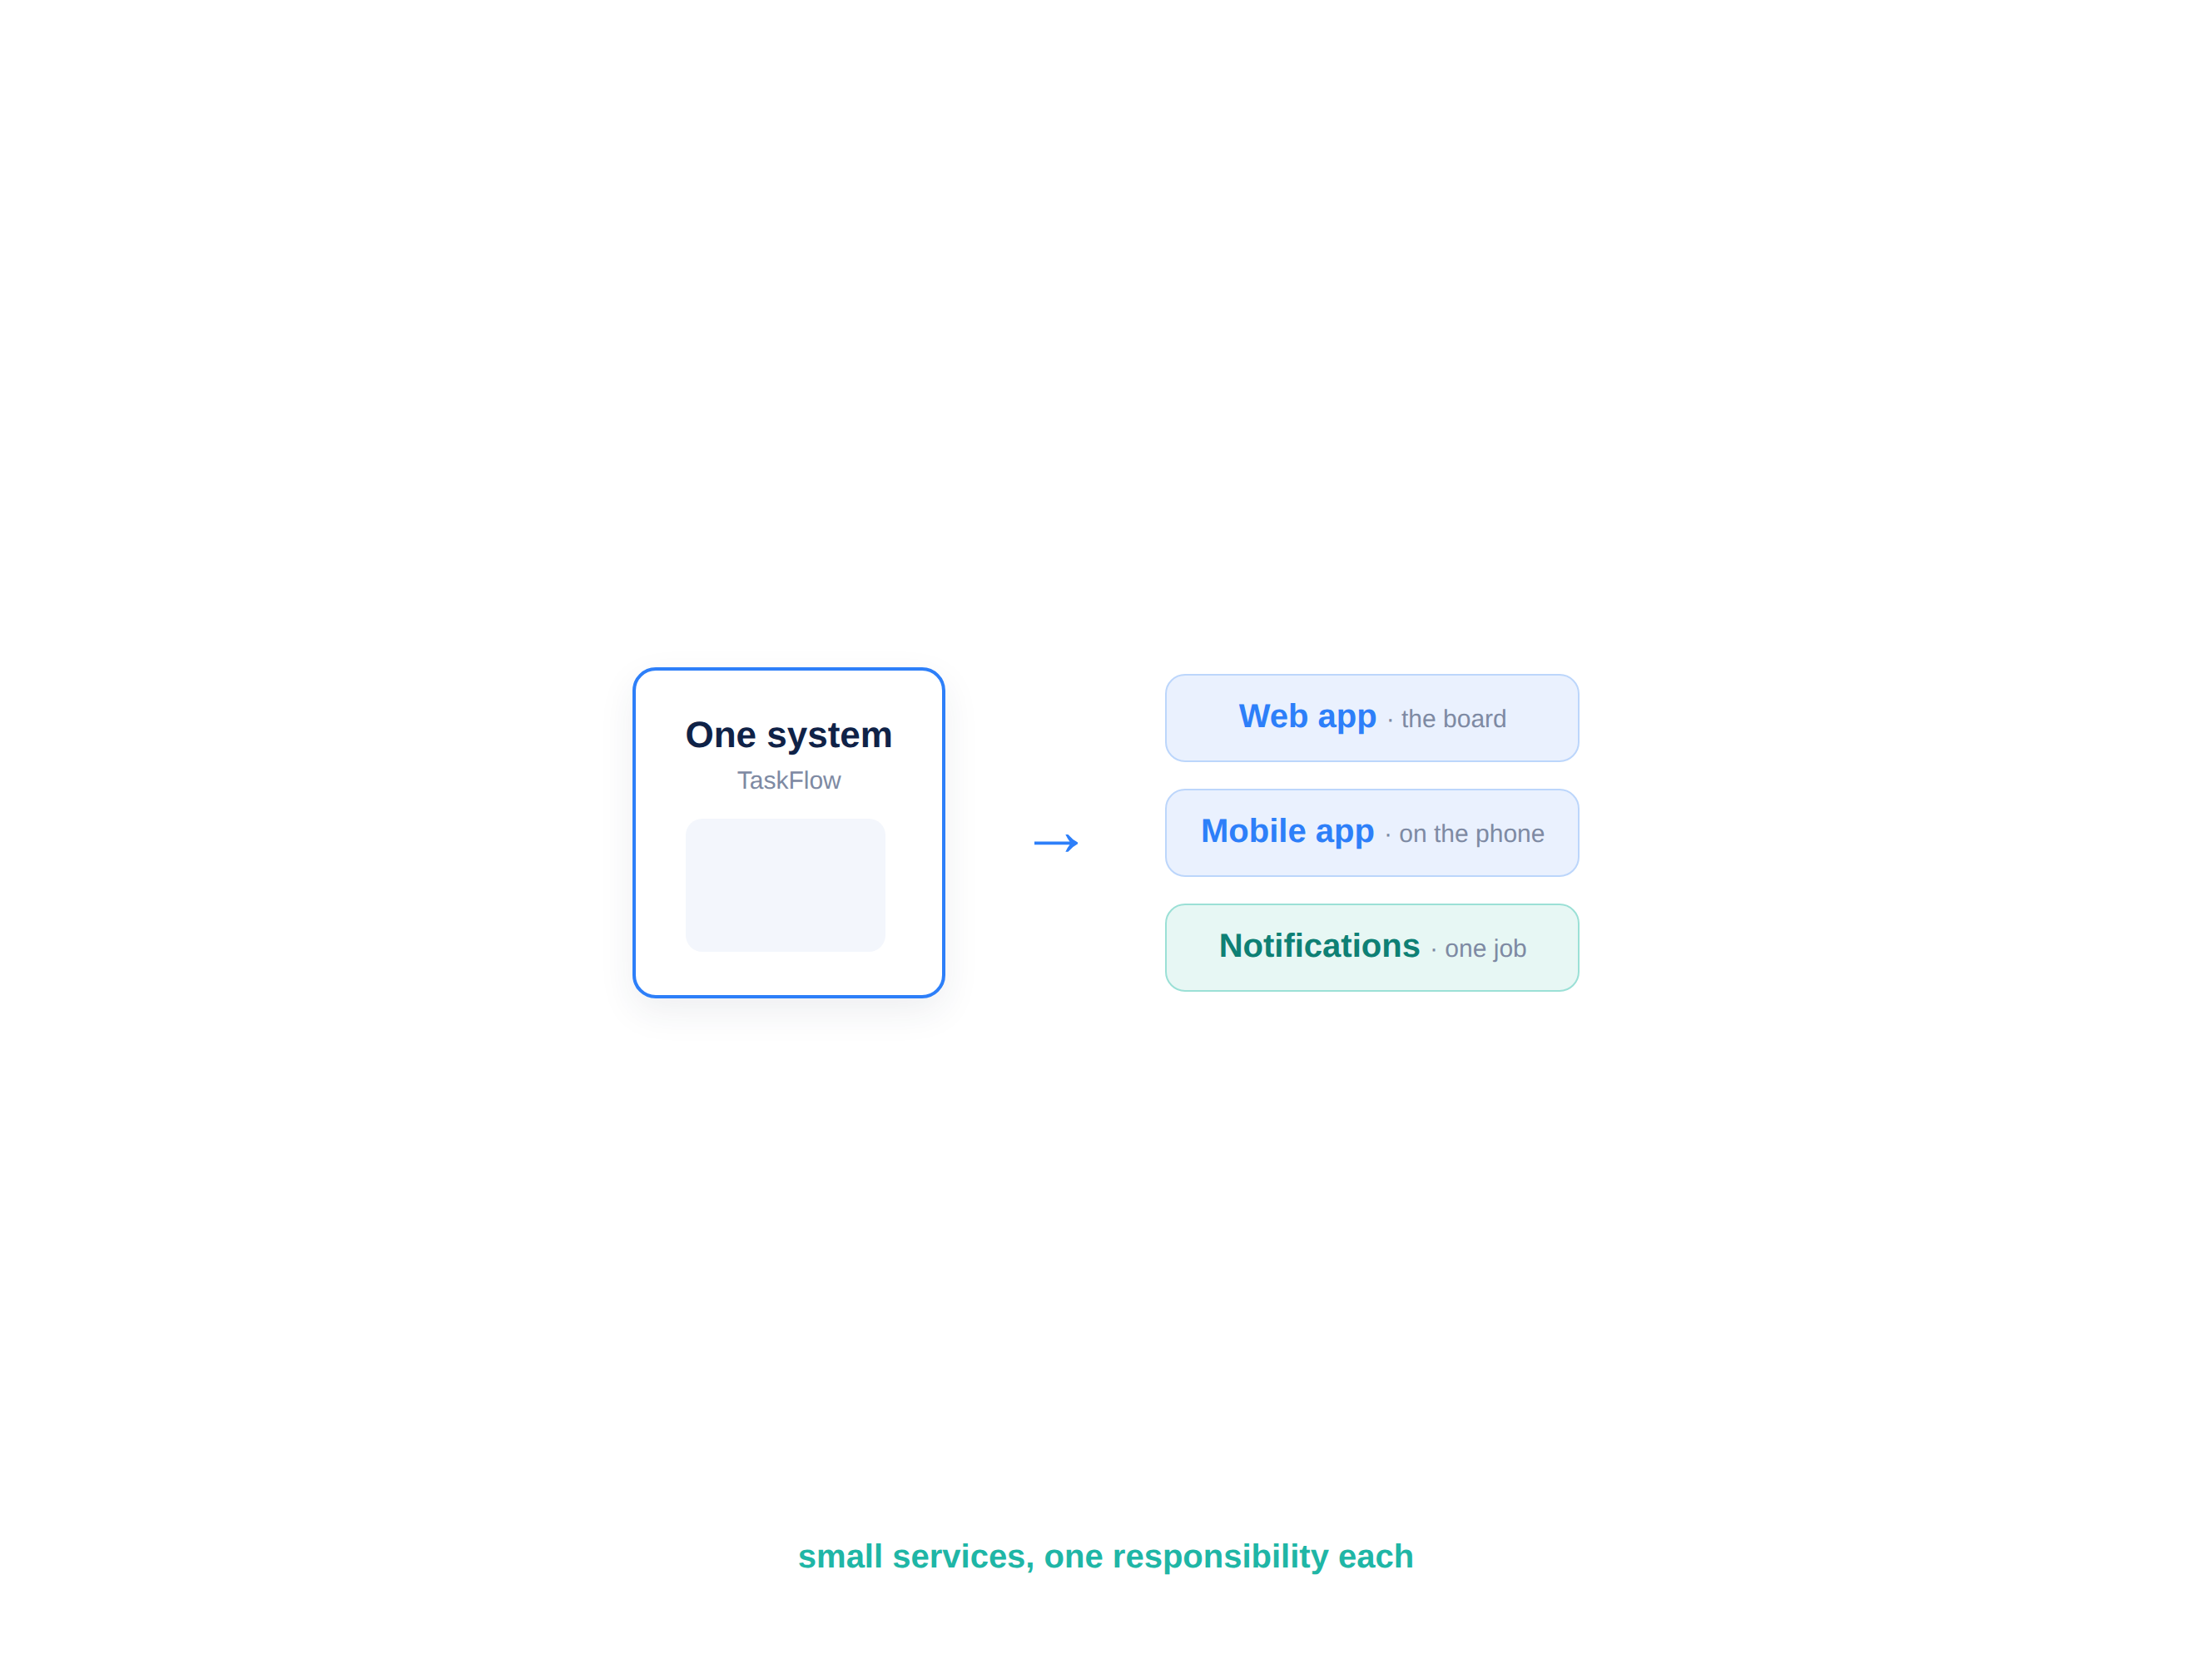 One system
TaskFlow
→
Web app · the board
Mobile app · on the phone
Notifications · one job
small services, one responsibility each